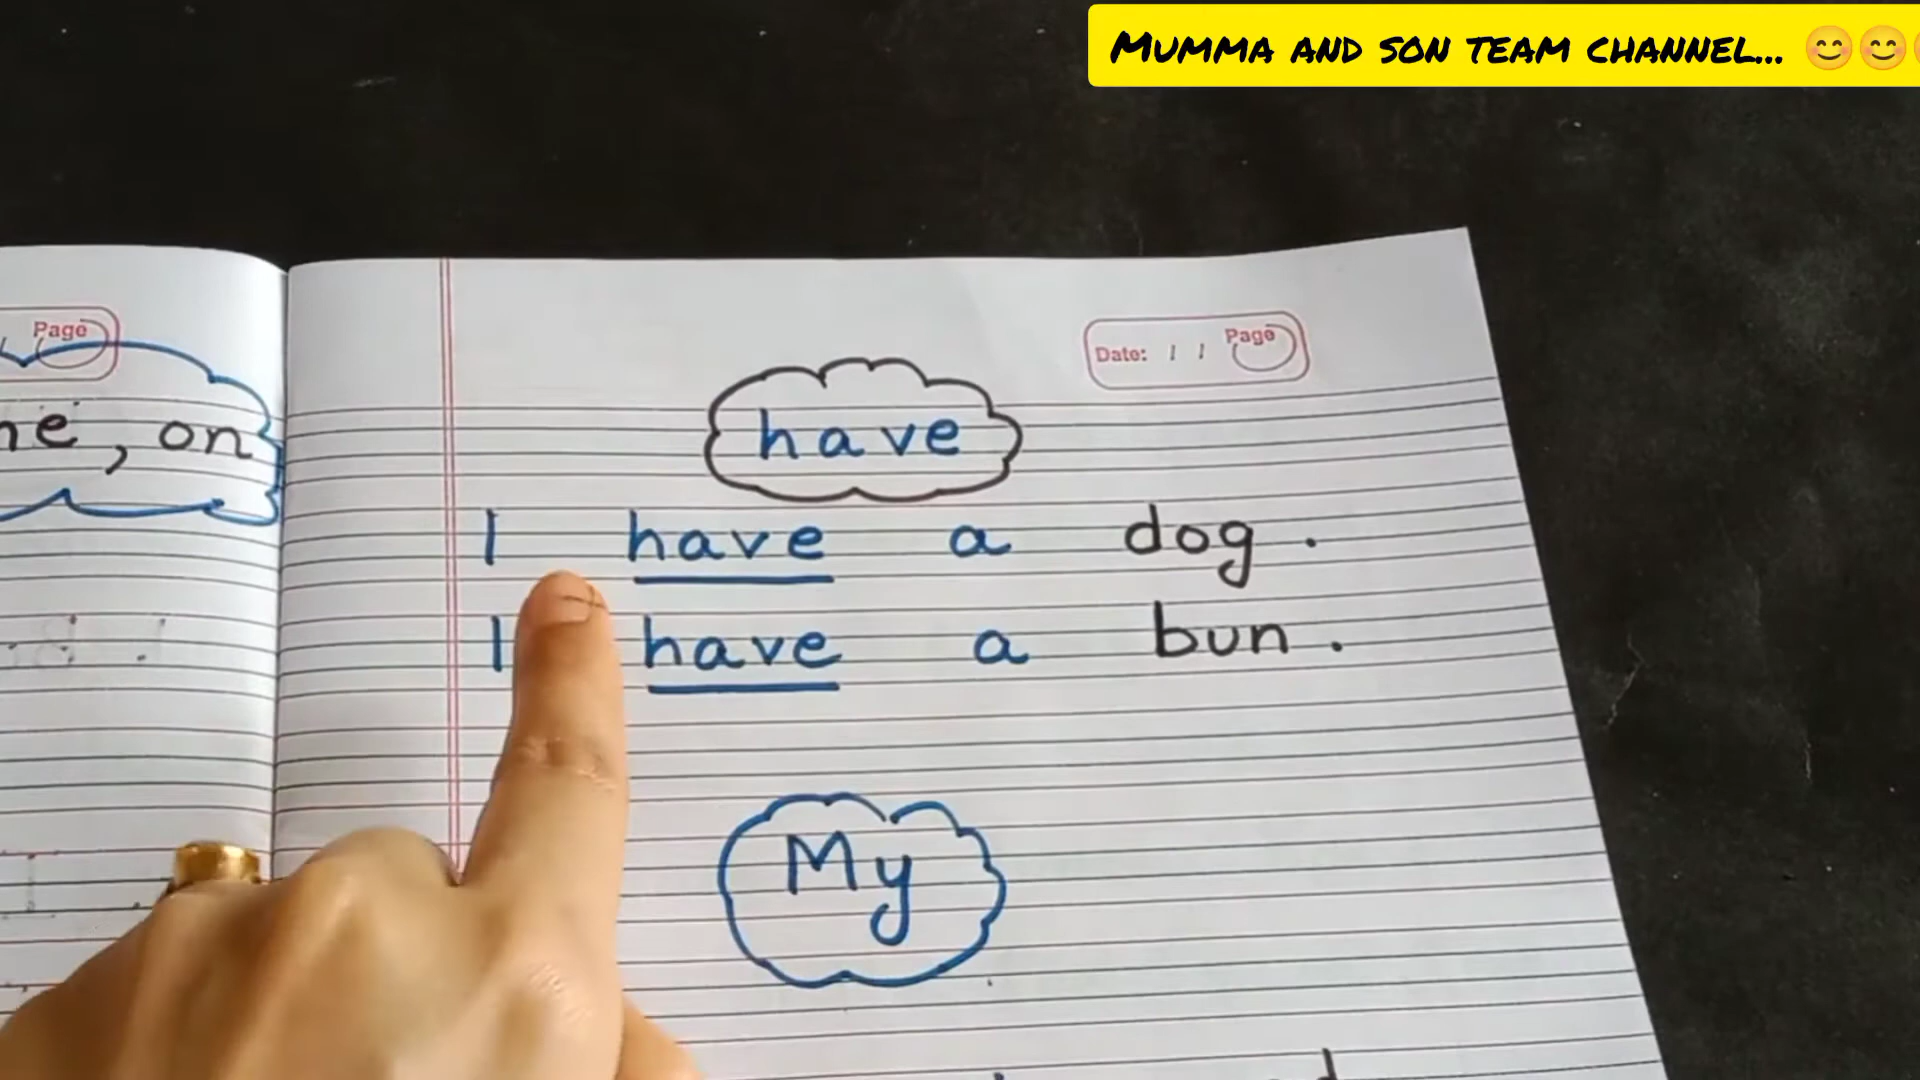 MUMMA AND SON TEAM CHANNEL... 😊😊
Page
on
Date: / / Page
have
I have a dog.
I have a bun.
My